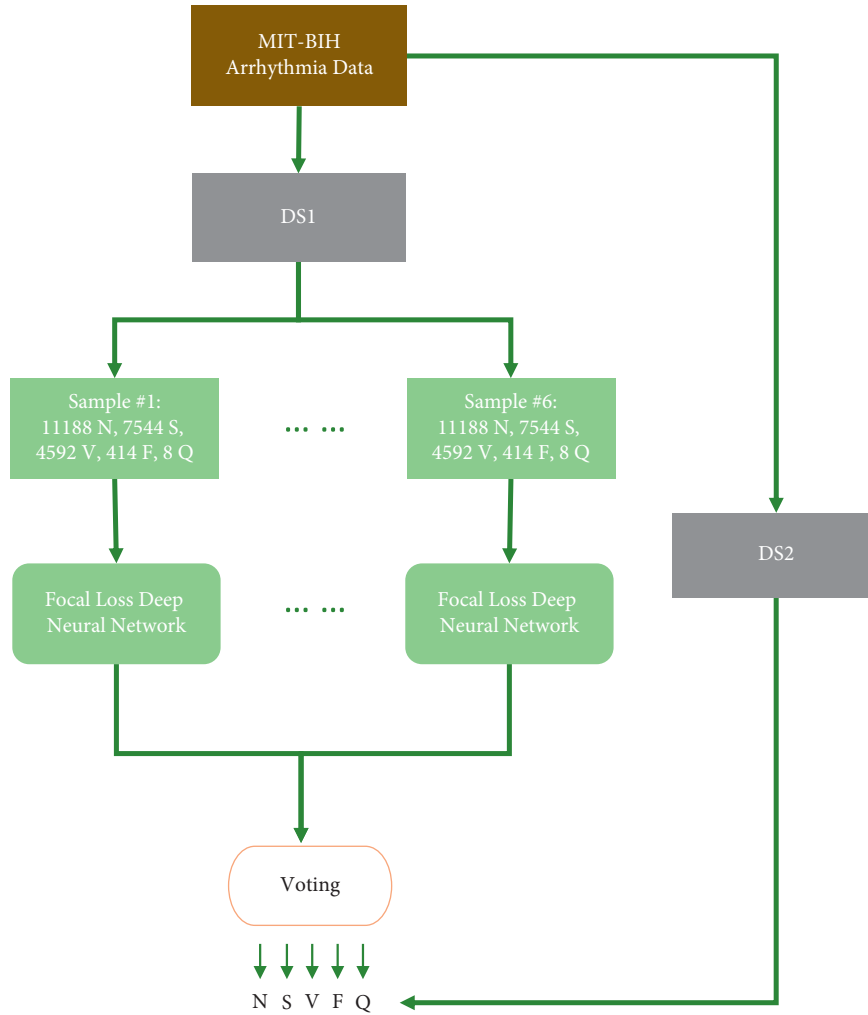 MIT-BIH
Arrhythmia Data
DS1
Sample #1:
11188 N, 7544 S,
4592 V, 414 F, 8 Q
... ...
Sample #6:
11188 N, 7544 S,
4592 V, 414 F, 8 Q
DS2
Focal Loss Deep
Neural Network
... ...
Focal Loss Deep
Neural Network
Voting
N S V F Q